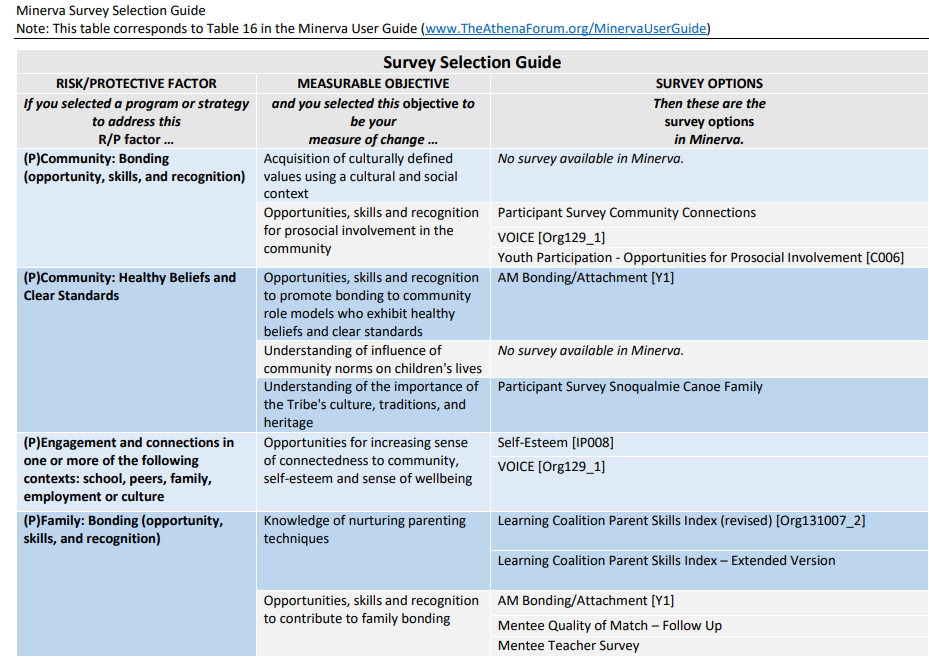 Minerva Survey Selection Guide
Note: This table corresponds to Table 16 in the Minerva User Guide (www.TheAthenaForum.org/MinervaUserGuide)
Survey Selection Guide
RISK/PROTECTIVE FACTOR
MEASURABLE OBJECTIVE
SURVEY OPTIONS
If you selected a program or strategy
to address this
R/P factor …
and you selected this objective to
be your
measure of change …
Then these are the
survey options
in Minerva.
(P)Community: Bonding
(opportunity, skills, and recognition)
Acquisition of culturally defined
values using a cultural and social
context
No survey available in Minerva.
Opportunities, skills and recognition
for prosocial involvement in the
community
Participant Survey Community Connections
VOICE [Org129_1]
Youth Participation - Opportunities for Prosocial Involvement [C006]
(P)Community: Healthy Beliefs and
Clear Standards
Opportunities, skills and recognition
to promote bonding to community
role models who exhibit healthy
beliefs and clear standards
AM Bonding/Attachment [Y1]
Understanding of influence of
community norms on children's lives
No survey available in Minerva.
Understanding of the importance of
the Tribe's culture, traditions, and
heritage
Participant Survey Snoqualmie Canoe Family
(P)Engagement and connections in
one or more of the following
contexts: school, peers, family,
employment or culture
Opportunities for increasing sense
of connectedness to community,
self-esteem and sense of wellbeing
Self-Esteem [IP008]
VOICE [Org129_1]
(P)Family: Bonding (opportunity,
skills, and recognition)
Knowledge of nurturing parenting
techniques
Learning Coalition Parent Skills Index (revised) [Org131007_2]
Learning Coalition Parent Skills Index – Extended Version
Opportunities, skills and recognition
to contribute to family bonding
AM Bonding/Attachment [Y1]
Mentee Quality of Match – Follow Up
Mentee Teacher Survey